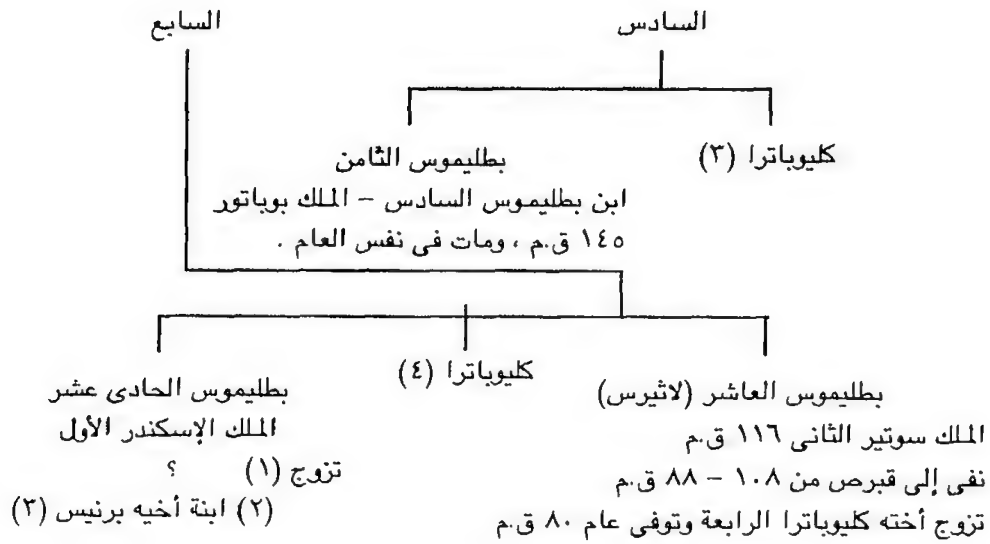 السادس
السابع
كليوباترا (٣)
بطليموس الثامن
ابن بطليموس السادس – الملك بوباتور
١٤٥ ق.م ، ومات فى نفس العام .
بطليموس العاشر (لاثيرس)
الملك سوتير الثانى ١١٦ ق.م
نفى إلى قبرص من ١٠٨ – ٨٨ ق.م
تزوج أخته كليوباترا الرابعة وتوفى عام ٨٠ ق.م
كليوباترا (٤)
بطليموس الحادى عشر
الملك الإسكندر الأول
تزوج (١) ؟
(٢) ابنة أخيه برنيس (٣)